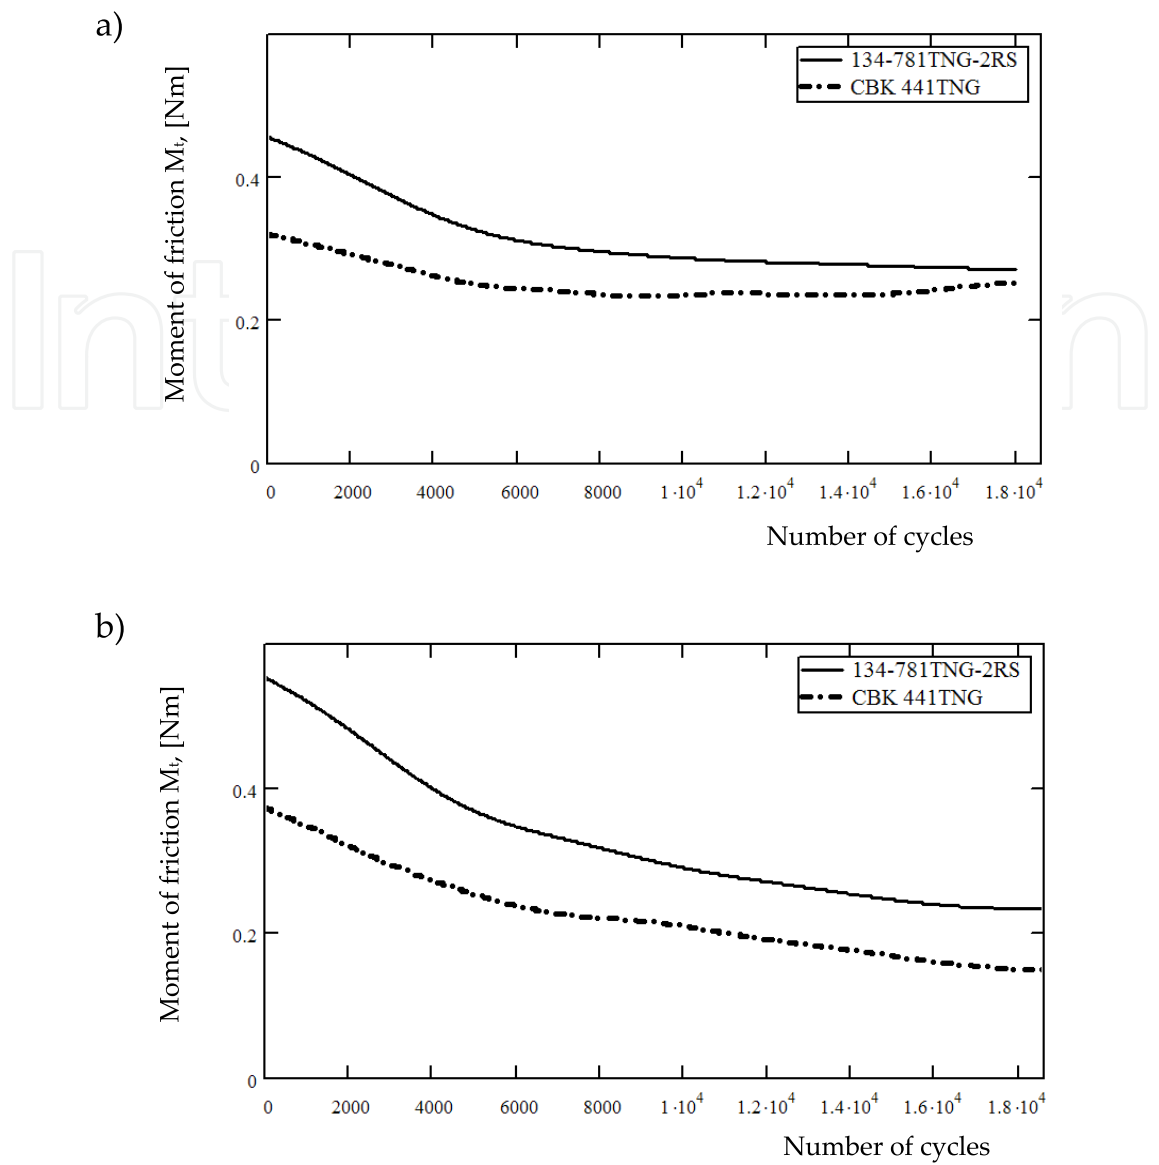 a)
Moment of friction Mt, [Nm]
134-781TNG-2RS
CBK 441TNG
0.4
0.2
0
0 2000 4000 6000 8000 1·10⁴ 1.2·10⁴ 1.4·10⁴ 1.6·10⁴ 1.8·10⁴
Number of cycles
b)
Moment of friction Mt, [Nm]
134-781TNG-2RS
CBK 441TNG
0.4
0.2
0
0 2000 4000 6000 8000 1·10⁴ 1.2·10⁴ 1.4·10⁴ 1.6·10⁴ 1.8·10⁴
Number of cycles